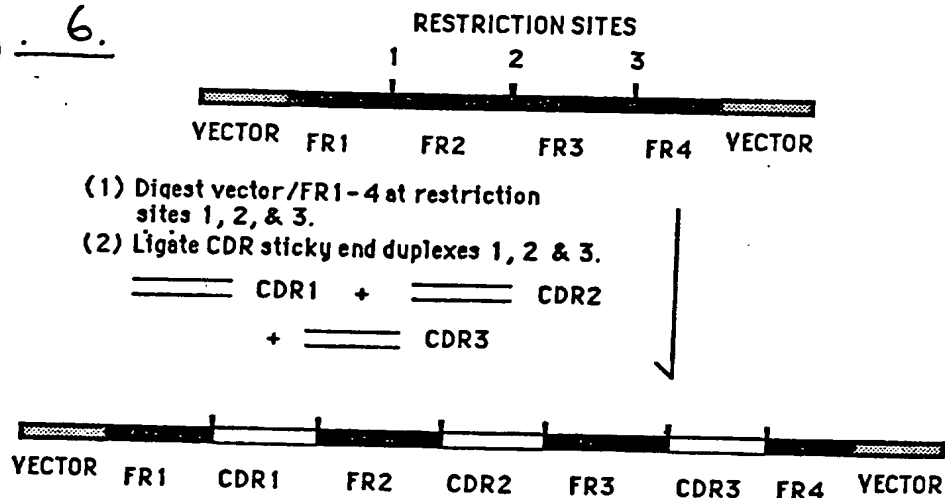 . 6.
RESTRICTION SITES
1 2 3
VECTOR FR1 FR2 FR3 FR4 VECTOR
(1) Digest vector/FR1-4 at restriction
sites 1, 2, & 3.
(2) Ligate CDR sticky end duplexes 1, 2 & 3.
CDR1 + CDR2
+ CDR3
VECTOR FR1 CDR1 FR2 CDR2 FR3 CDR3 FR4 VECTOR